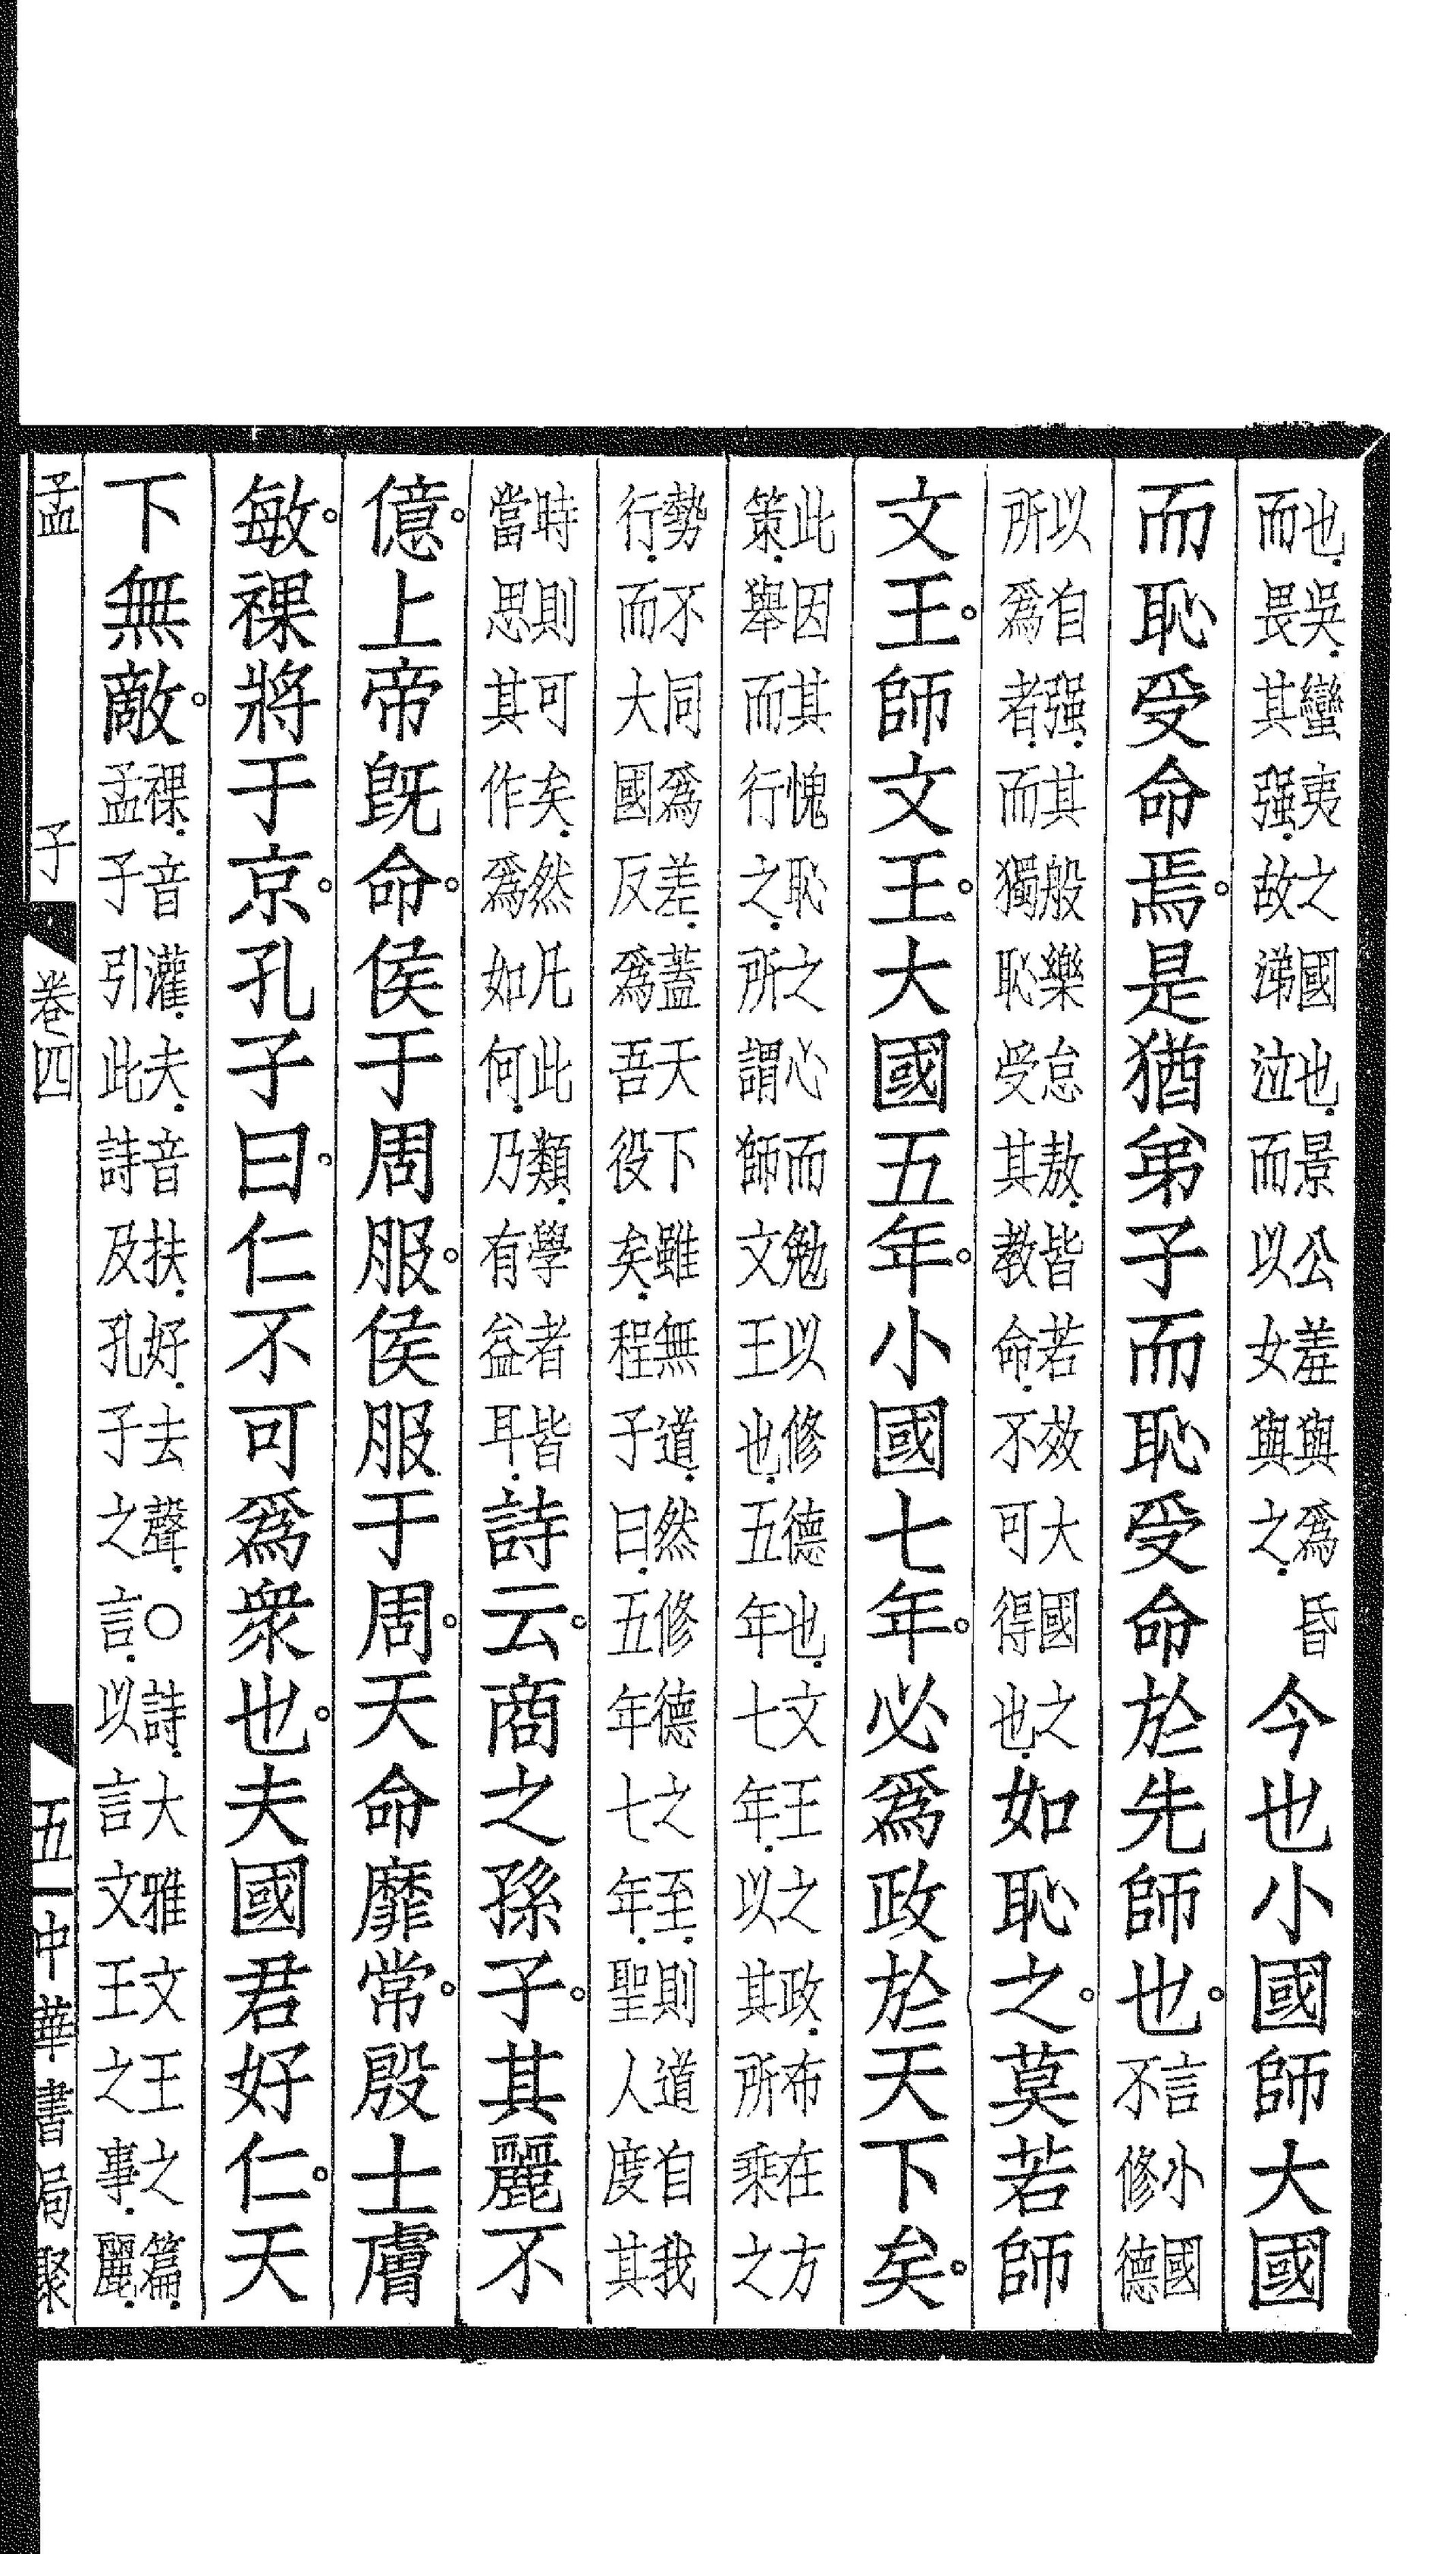 也.吳.蠻夷之國也.景公羞與爲昏
而畏其强.故涕泣而以女與之.今也小國師大國
而恥受命焉。是猶弟子而恥受命於先師也。言小國
不修德
以自强.其般樂怠敖.皆若效大國之
所爲者.而獨恥受其教命.不可得也.如恥之。莫若師
文王。師文王。大國五年。小國七年。必爲政於天下矣。
此因其愧恥之心而勉以修德也.文王之政.布在方
策.舉而行之.所謂師文王也.五年七年.以其所乘之
勢不同爲差.蓋天下雖無道.然修德之至.則道自我
行.而大國反爲吾役矣.程子曰.五年七年.聖人度其
時則可矣.然凡此類.學者皆
當思其作爲如何.乃有益耳.詩云。商之孫子。其麗不
億。上帝旣命。侯于周服。侯服于周。天命靡常。殷士膚
敏。祼將于京。孔子曰。仁不可爲衆也。夫國君好仁。天
下無敵。祼.音灌.夫.音扶.好.去聲.○詩.大雅文王之篇.
孟子引此詩及孔子之言.以言文王之事.麗.
孟子 卷四 五 中華書局聚